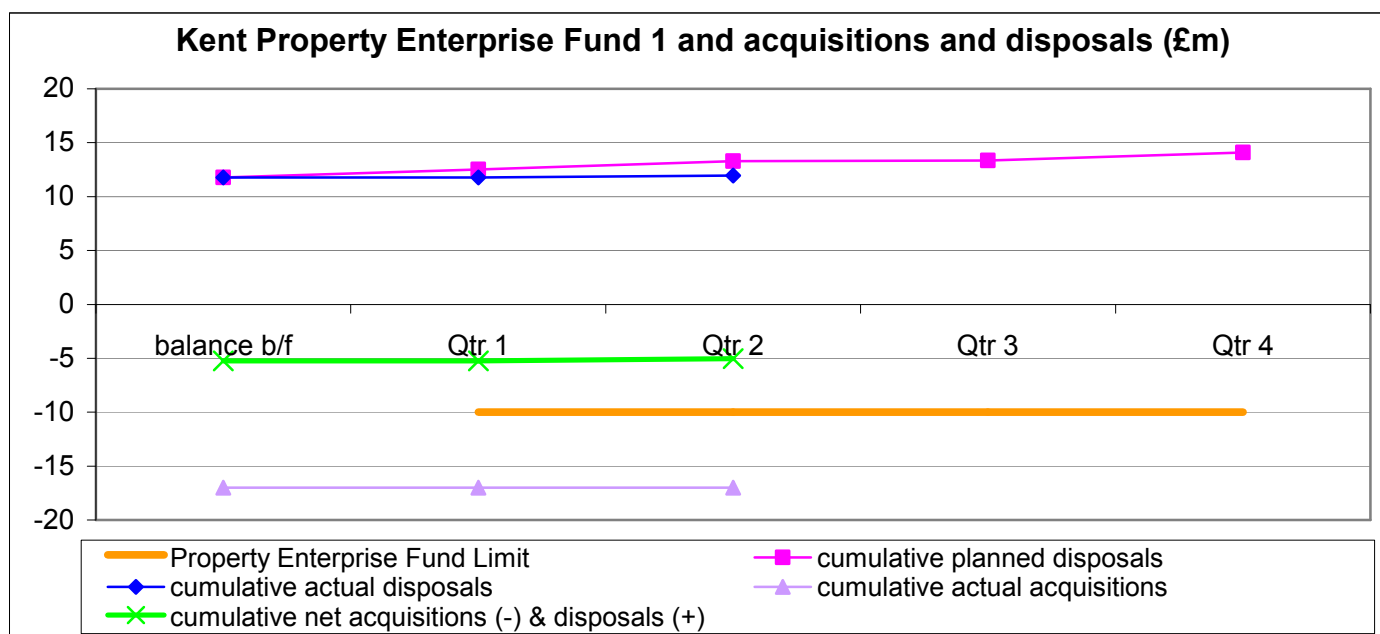 Kent Property Enterprise Fund 1 and acquisitions and disposals (£m)
20
15
10
5
0
-5
-10
-15
-20
balance b/f Qtr 1 Qtr 2 Qtr 3 Qtr 4
Property Enterprise Fund Limit cumulative planned disposals
cumulative actual disposals cumulative actual acquisitions
cumulative net acquisitions (-) & disposals (+)